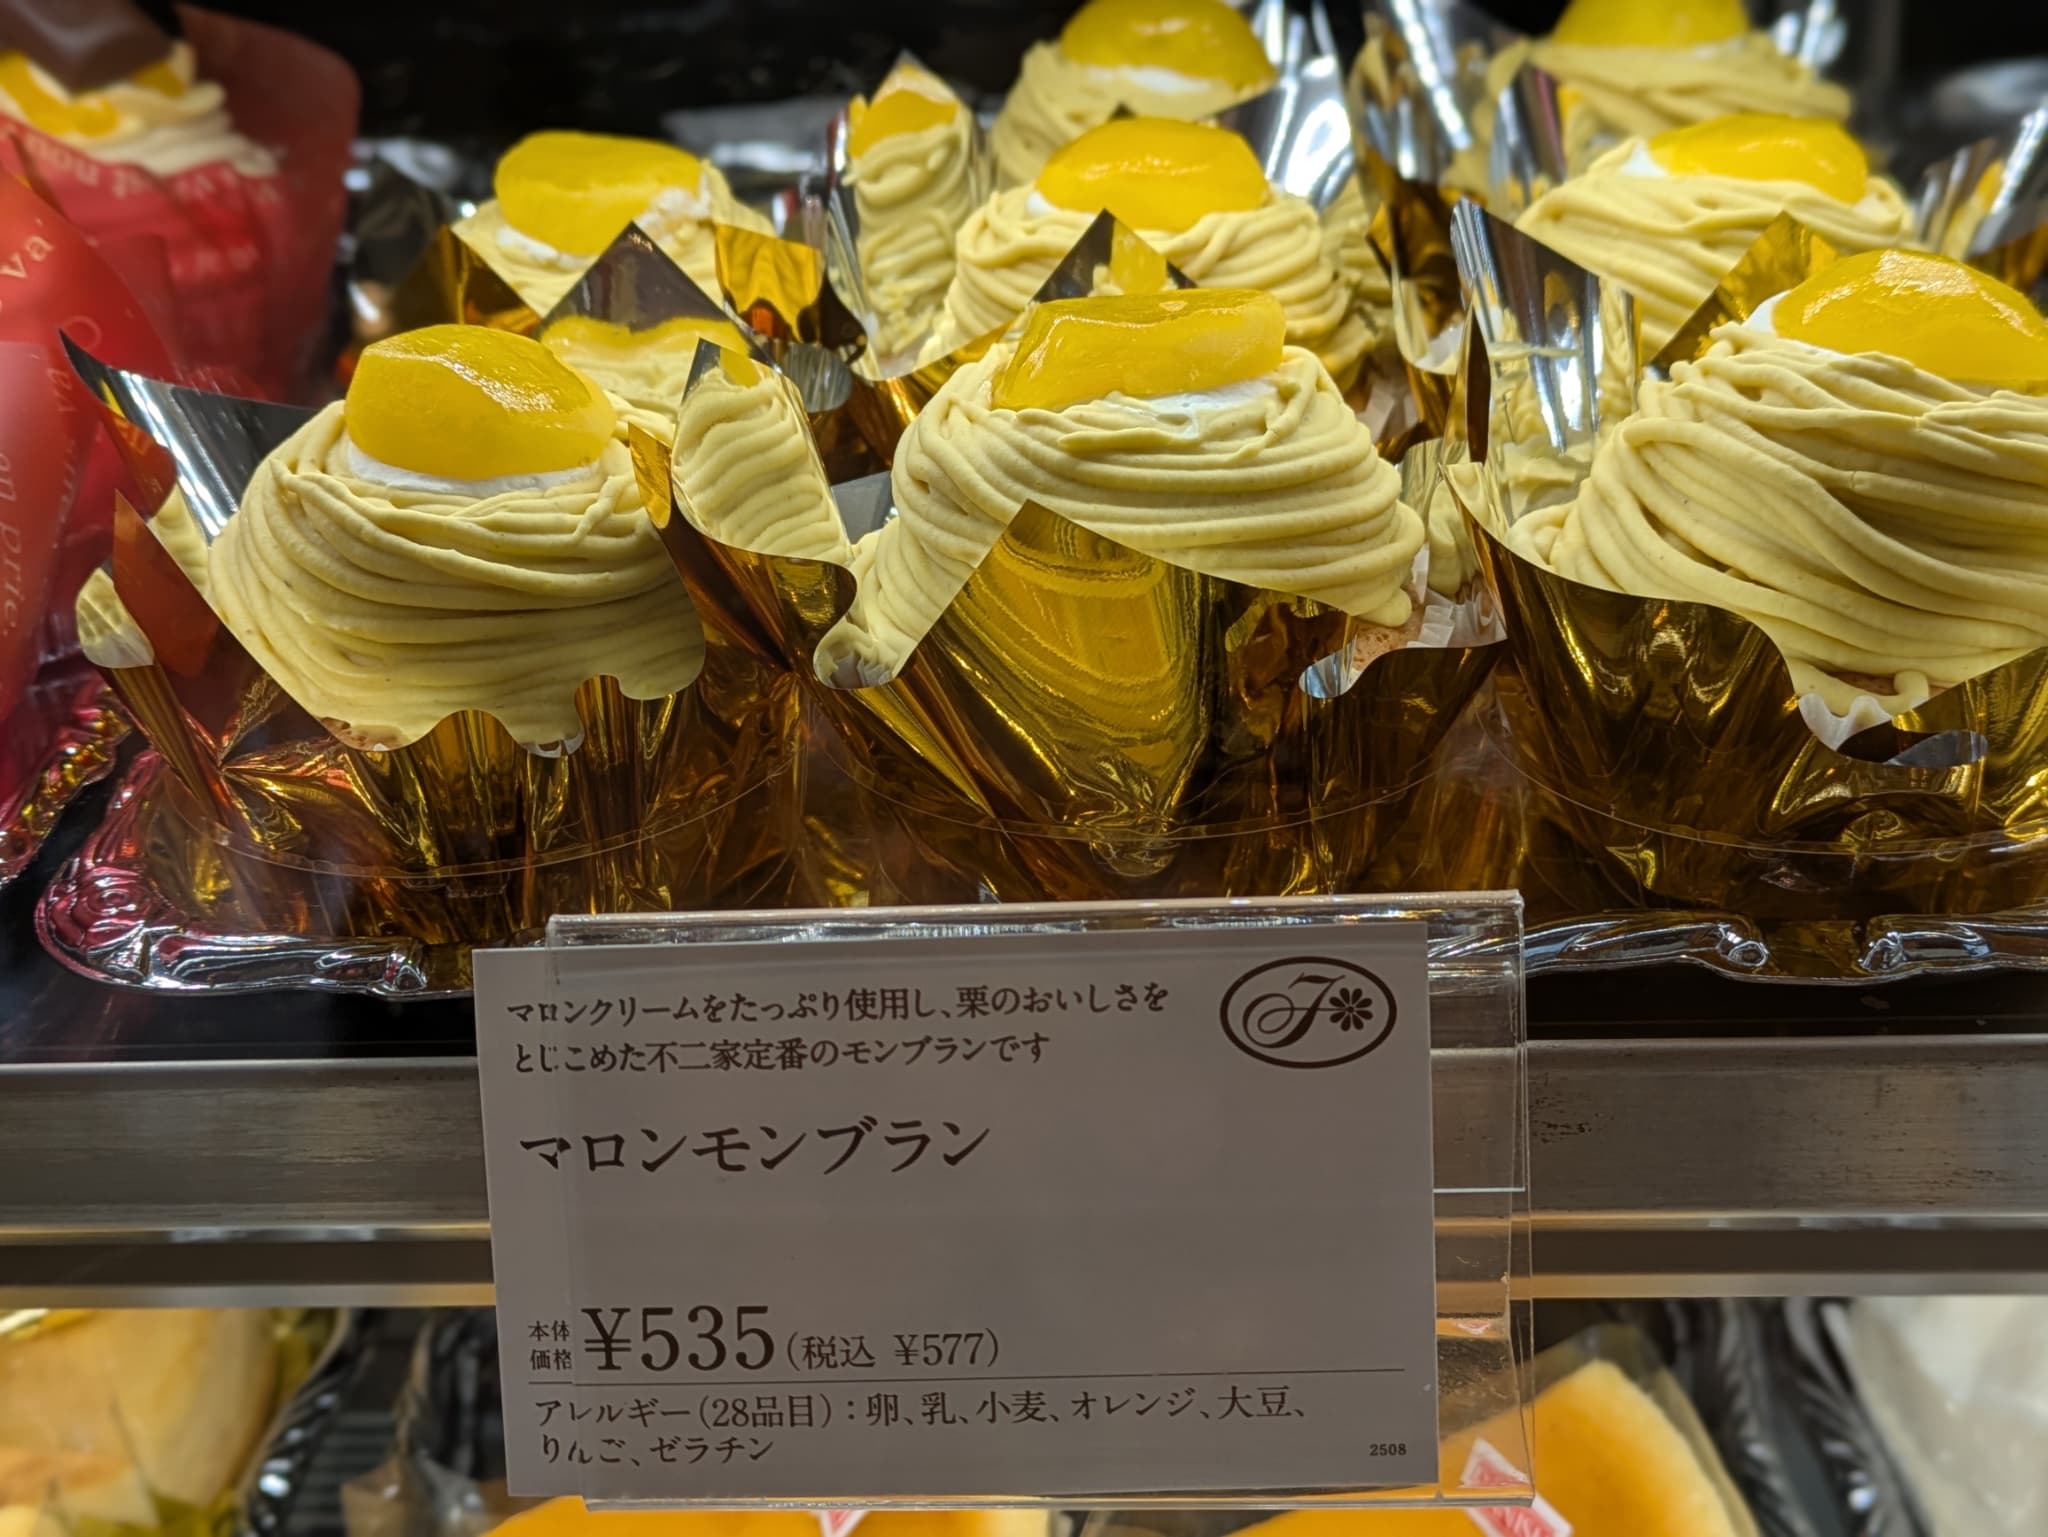 マロンクリームをたっぷり使用し、栗のおいしさを
とじこめた不二家定番のモンブランです
マロンモンブラン
本体
価格 ¥535(税込 ¥577)
アレルギー(28品目):卵、乳、小麦、オレンジ、大豆、
りんご、ゼラチン
2508